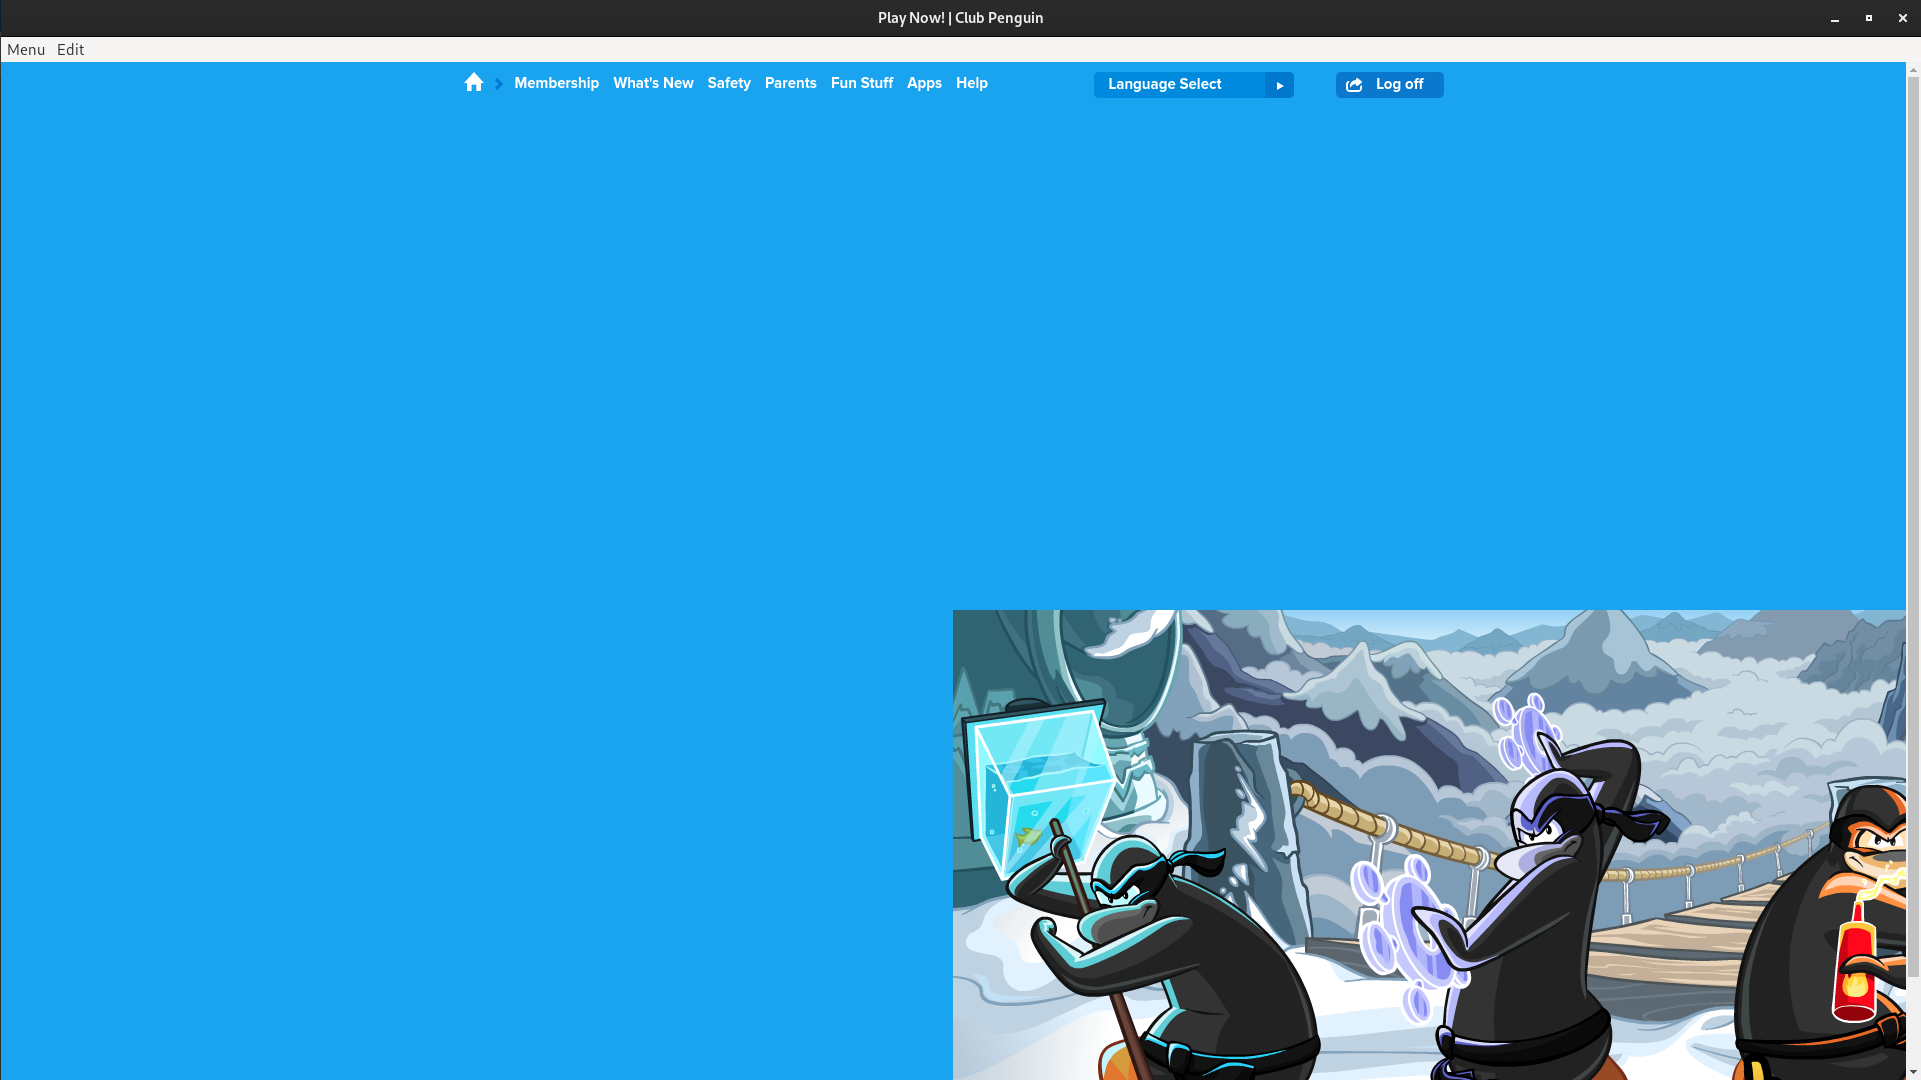 Play Now! | Club Penguin
Menu Edit
Membership What's New Safety Parents Fun Stuff Apps Help Language Select Log off